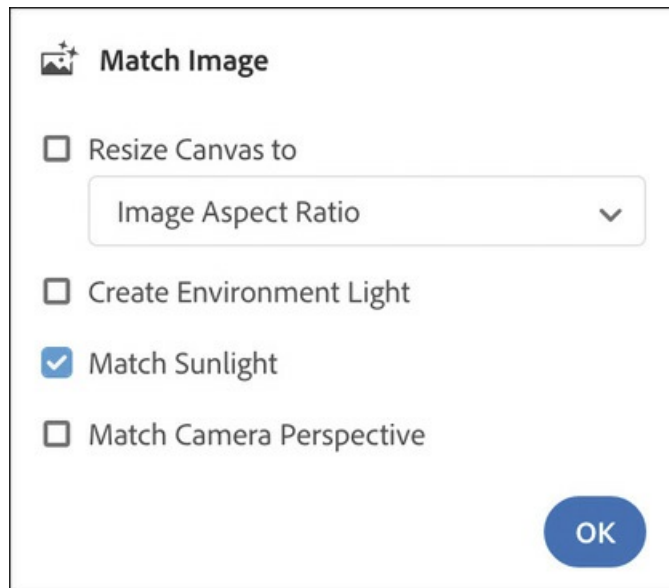 Match Image
Resize Canvas to
Image Aspect Ratio
Create Environment Light
Match Sunlight
Match Camera Perspective
OK